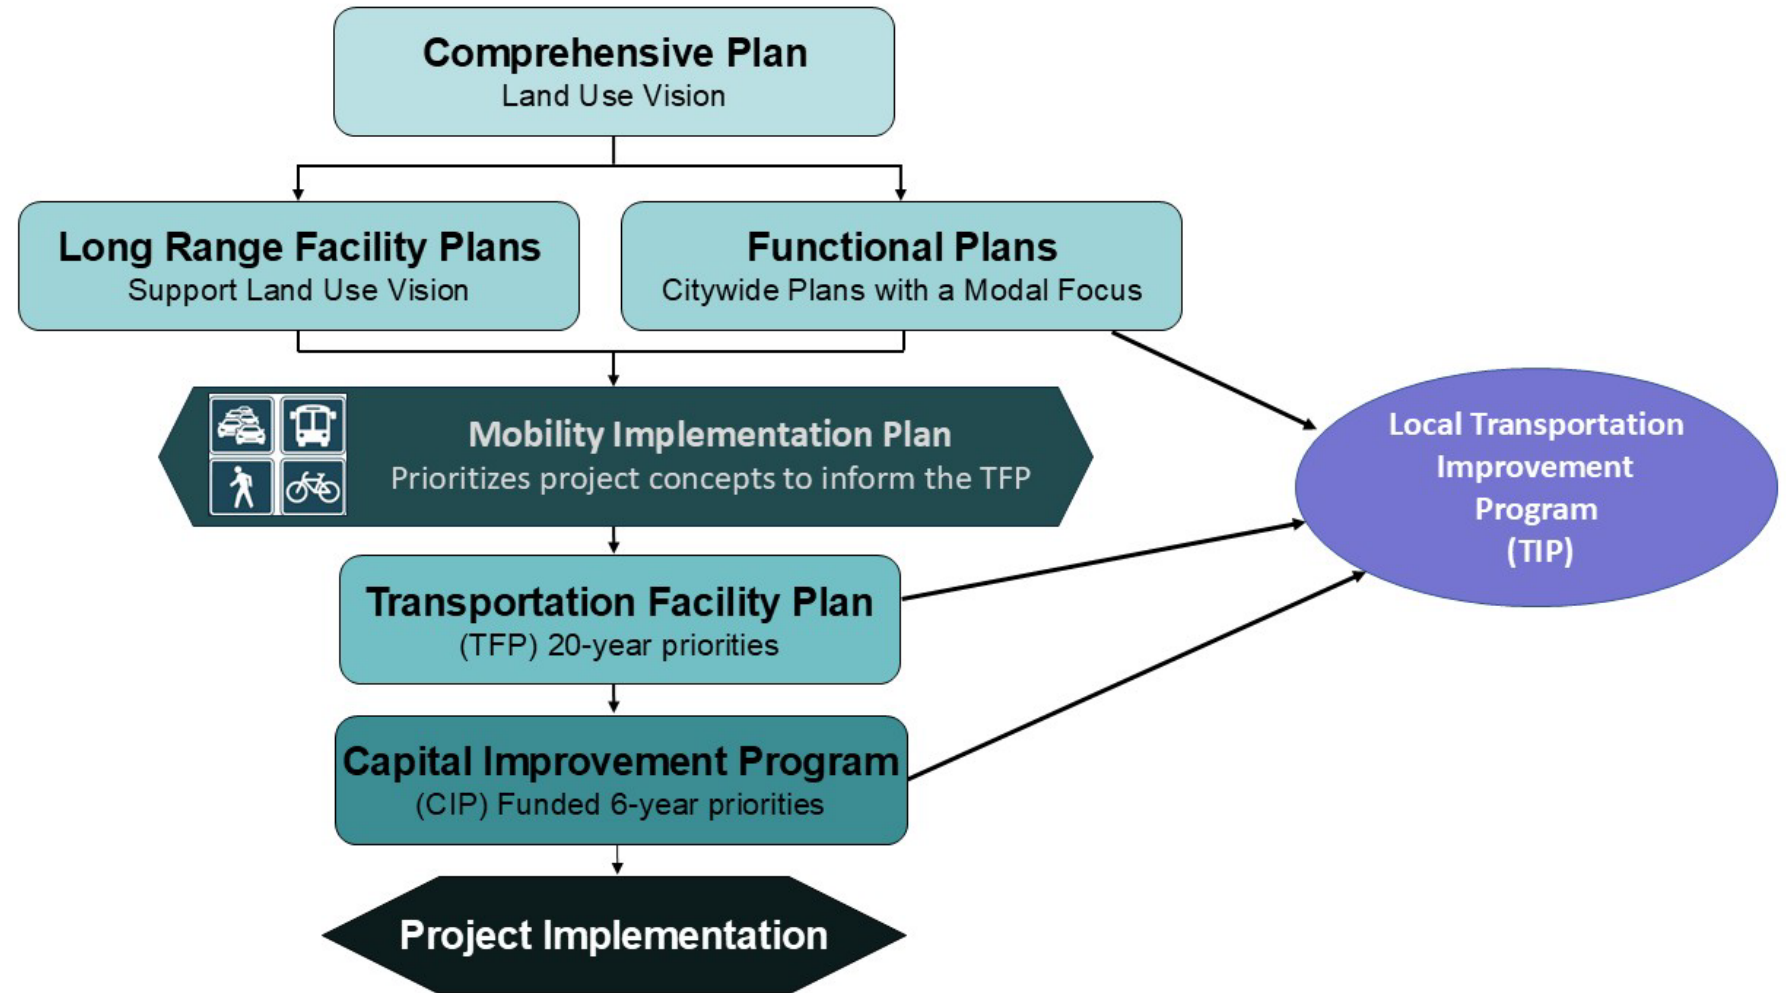 Comprehensive Plan
Land Use Vision
Long Range Facility Plans
Support Land Use Vision
Functional Plans
Citywide Plans with a Modal Focus
Mobility Implementation Plan
Prioritizes project concepts to inform the TFP
Local Transportation
Improvement
Program
(TIP)
Transportation Facility Plan
(TFP) 20-year priorities
Capital Improvement Program
(CIP) Funded 6-year priorities
Project Implementation